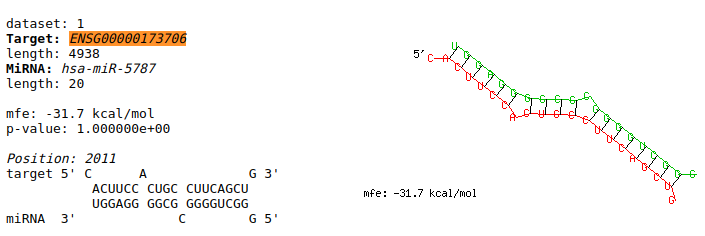 dataset: 1
Target: ENSG00000173706
length: 4938
MiRNA: hsa-miR-5787
length: 20
mfe: -31.7 kcal/mol
p-value: 1.000000e+00
Position: 2011
target 5' C      A             G 3'
           ACUUCC CUGC CUUCAGCU
           UGGAGG GGCG GGGGUCGG
miRNA  3'             C        G 5'
5'
mfe: -31.7 kcal/mol